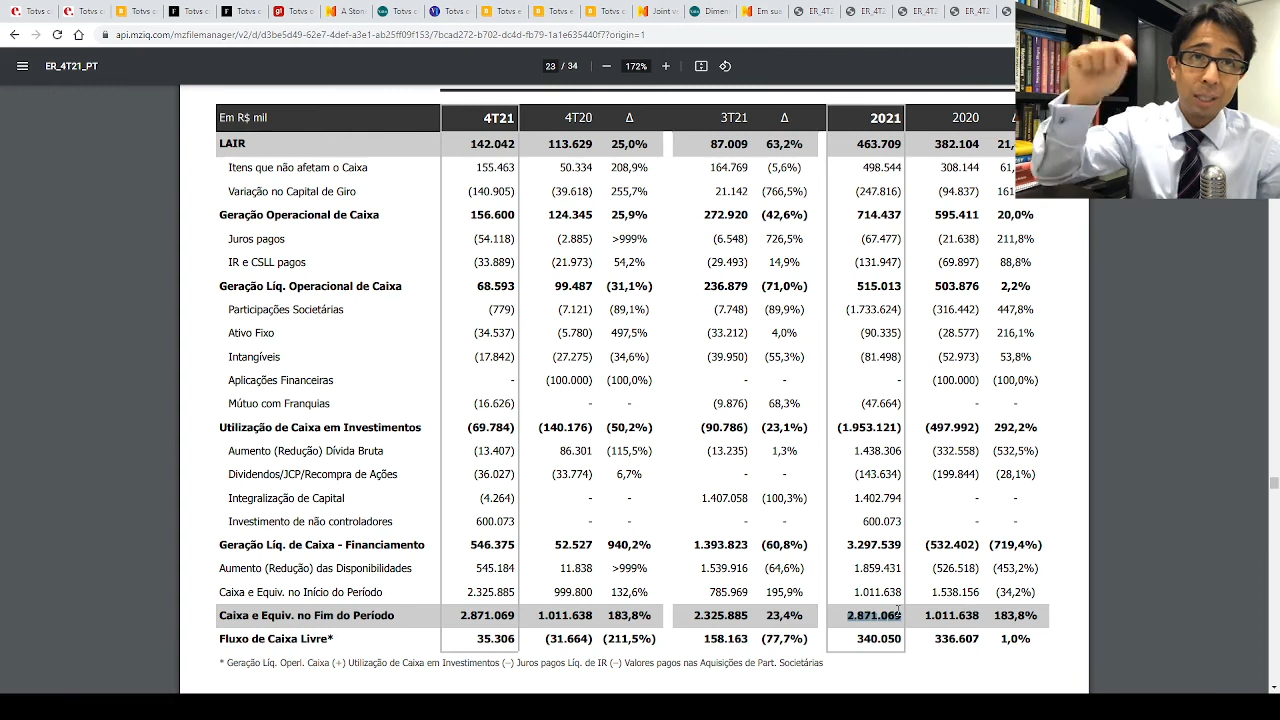 Totvs c Totvs c Totvs c Totvs c Totvs c Totvs c A Ston Totvs c Totvs c Totvs c Totvs e Totvs c Joint v Dimen Em sua ER_4T2 ER_4T2 ER_4T2 ER_4T2
api.mziq.com/mzfilemanager/v2/d/d3be5d49-62e7-4def-a3e1-ab25ff09f153/7bcad272-b702-dc4d-fb79-1a1e635440f7?origin=1
ER_4T21_PT 23 / 34 172%
Em R$ mil 4T21 4T20 Δ 3T21 Δ 2021 2020 Δ
LAIR 142.042 113.629 25,0% 87.009 63,2% 463.709 382.104 21,
Itens que não afetam o Caixa 155.463 50.334 208,9% 164.769 (5,6%) 498.544 308.144 61,
Variação no Capital de Giro (140.905) (39.618) 255,7% 21.142 (766,5%) (247.816) (94.837) 161
Geração Operacional de Caixa 156.600 124.345 25,9% 272.920 (42,6%) 714.437 595.411 20,0%
Juros pagos (54.118) (2.885) >999% (6.548) 726,5% (67.477) (21.638) 211,8%
IR e CSLL pagos (33.889) (21.973) 54,2% (29.493) 14,9% (131.947) (69.897) 88,8%
Geração Líq. Operacional de Caixa 68.593 99.487 (31,1%) 236.879 (71,0%) 515.013 503.876 2,2%
Participações Societárias (779) (7.121) (89,1%) (7.748) (89,9%) (1.733.624) (316.442) 447,8%
Ativo Fixo (34.537) (5.780) 497,5% (33.212) 4,0% (90.335) (28.577) 216,1%
Intangíveis (17.842) (27.275) (34,6%) (39.950) (55,3%) (81.498) (52.973) 53,8%
Aplicações Financeiras - (100.000) (100,0%) - - - (100.000) (100,0%)
Mútuo com Franquias (16.626) - - (9.876) 68,3% (47.664) - -
Utilização de Caixa em Investimentos (69.784) (140.176) (50,2%) (90.786) (23,1%) (1.953.121) (497.992) 292,2%
Aumento (Redução) Dívida Bruta (13.407) 86.301 (115,5%) (13.235) 1,3% 1.438.306 (332.558) (532,5%)
Dividendos/JCP/Recompra de Ações (36.027) (33.774) 6,7% - - (143.634) (199.844) (28,1%)
Integralização de Capital (4.264) - - 1.407.058 (100,3%) 1.402.794 - -
Investimento de não controladores 600.073 - - - - 600.073 - -
Geração Líq. de Caixa - Financiamento 546.375 52.527 940,2% 1.393.823 (60,8%) 3.297.539 (532.402) (719,4%)
Aumento (Redução) das Disponibilidades 545.184 11.838 >999% 1.539.916 (64,6%) 1.859.431 (526.518) (453,2%)
Caixa e Equiv. no Início do Período 2.325.885 999.800 132,6% 785.969 195,9% 1.011.638 1.538.156 (34,2%)
Caixa e Equiv. no Fim do Período 2.871.069 1.011.638 183,8% 2.325.885 23,4% 2.871.069 1.011.638 183,8%
Fluxo de Caixa Livre* 35.306 (31.664) (211,5%) 158.163 (77,7%) 340.050 336.607 1,0%
* Geração Líq. Operl. Caixa (+) Utilização de Caixa em Investimentos (–) Juros pagos Líq. de IR (–) Valores pagos nas Aquisições de Part. Societárias